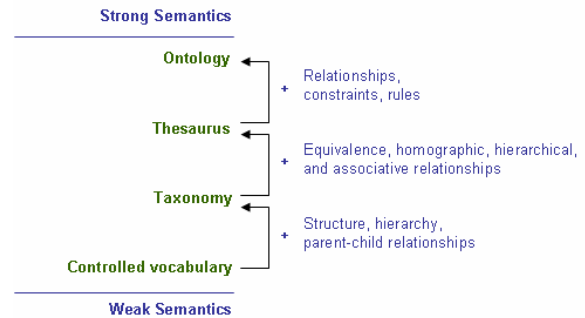 Strong Semantics
Ontology
+ Relationships,
constraints, rules
Thesaurus
+ Equivalence, homographic, hierarchical,
and associative relationships
Taxonomy
+ Structure, hierarchy,
parent-child relationships
Controlled vocabulary
Weak Semantics